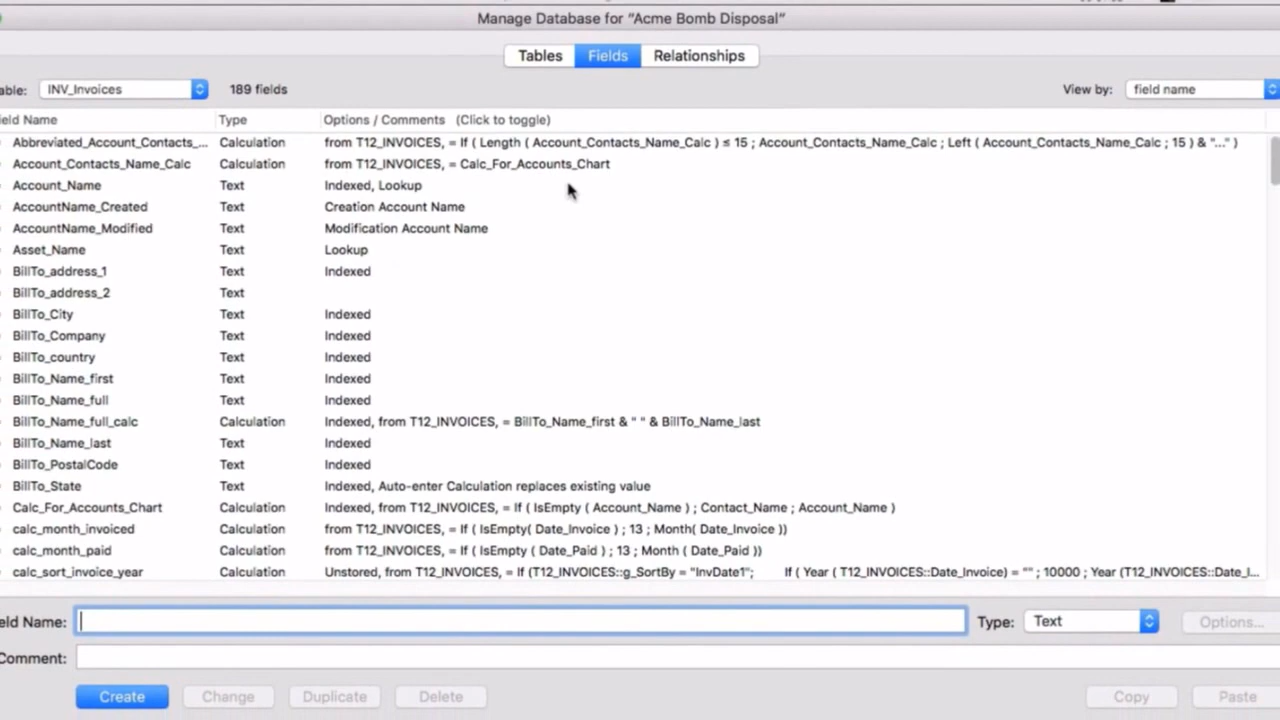 Manage Database for “Acme Bomb Disposal”
Tables Fields Relationships
able: INV_Invoices 189 fields View by: field name
eld Name Type Options / Comments (Click to toggle)
Abbreviated_Account_Contacts_... Calculation from T12_INVOICES, = If ( Length ( Account_Contacts_Name_Calc ) ≤ 15 ; Account_Contacts_Name_Calc ; Left ( Account_Contacts_Name_Calc ; 15 ) & "..." )
Account_Contacts_Name_Calc Calculation from T12_INVOICES, = Calc_For_Accounts_Chart
Account_Name Text Indexed, Lookup
AccountName_Created Text Creation Account Name
AccountName_Modified Text Modification Account Name
Asset_Name Text Lookup
BillTo_address_1 Text Indexed
BillTo_address_2 Text
BillTo_City Text Indexed
BillTo_Company Text Indexed
BillTo_country Text Indexed
BillTo_Name_first Text Indexed
BillTo_Name_full Text Indexed
BillTo_Name_full_calc Calculation Indexed, from T12_INVOICES, = BillTo_Name_first & " " & BillTo_Name_last
BillTo_Name_last Text Indexed
BillTo_PostalCode Text Indexed
BillTo_State Text Indexed, Auto-enter Calculation replaces existing value
Calc_For_Accounts_Chart Calculation Indexed, from T12_INVOICES, = If ( IsEmpty ( Account_Name ) ; Contact_Name ; Account_Name )
calc_month_invoiced Calculation from T12_INVOICES, = If ( IsEmpty( Date_Invoice ) ; 13 ; Month( Date_Invoice ))
calc_month_paid Calculation from T12_INVOICES, = If ( IsEmpty ( Date_Paid ) ; 13 ; Month ( Date_Paid ))
calc_sort_invoice_year Calculation Unstored, from T12_INVOICES, = If (T12_INVOICES::g_SortBy = "InvDate1"; If ( Year ( T12_INVOICES::Date_Invoice) = "" ; 10000 ; Year (T12_INVOICES::Date_I...
eld Name: Type: Text Options...
Comment:
Create Change Duplicate Delete Copy Paste